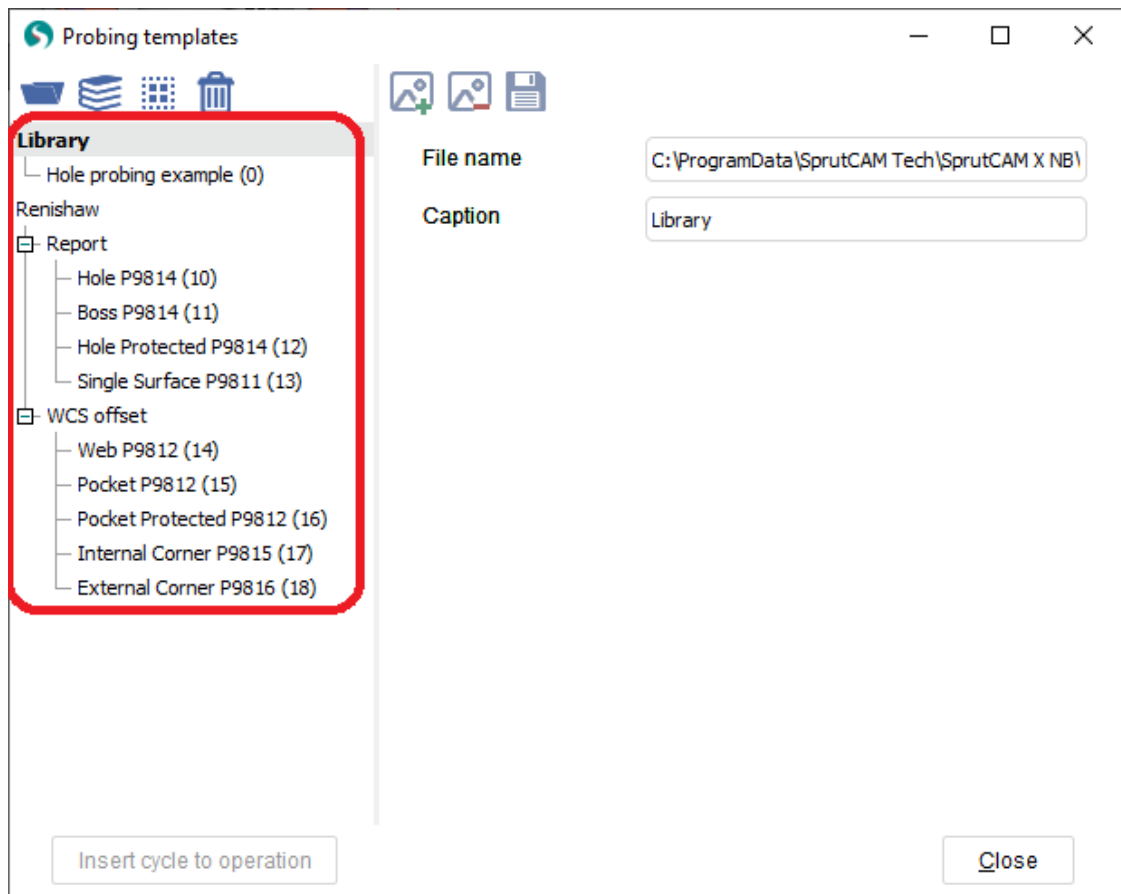 Probing templates
Library
Hole probing example (0)
Renishaw
Report
Hole P9814 (10)
Boss P9814 (11)
Hole Protected P9814 (12)
Single Surface P9811 (13)
WCS offset
Web P9812 (14)
Pocket P9812 (15)
Pocket Protected P9812 (16)
Internal Corner P9815 (17)
External Corner P9816 (18)
File name
C:\ProgramData\SprutCAM Tech\SprutCAM X NB\
Caption
Library
Insert cycle to operation
Close